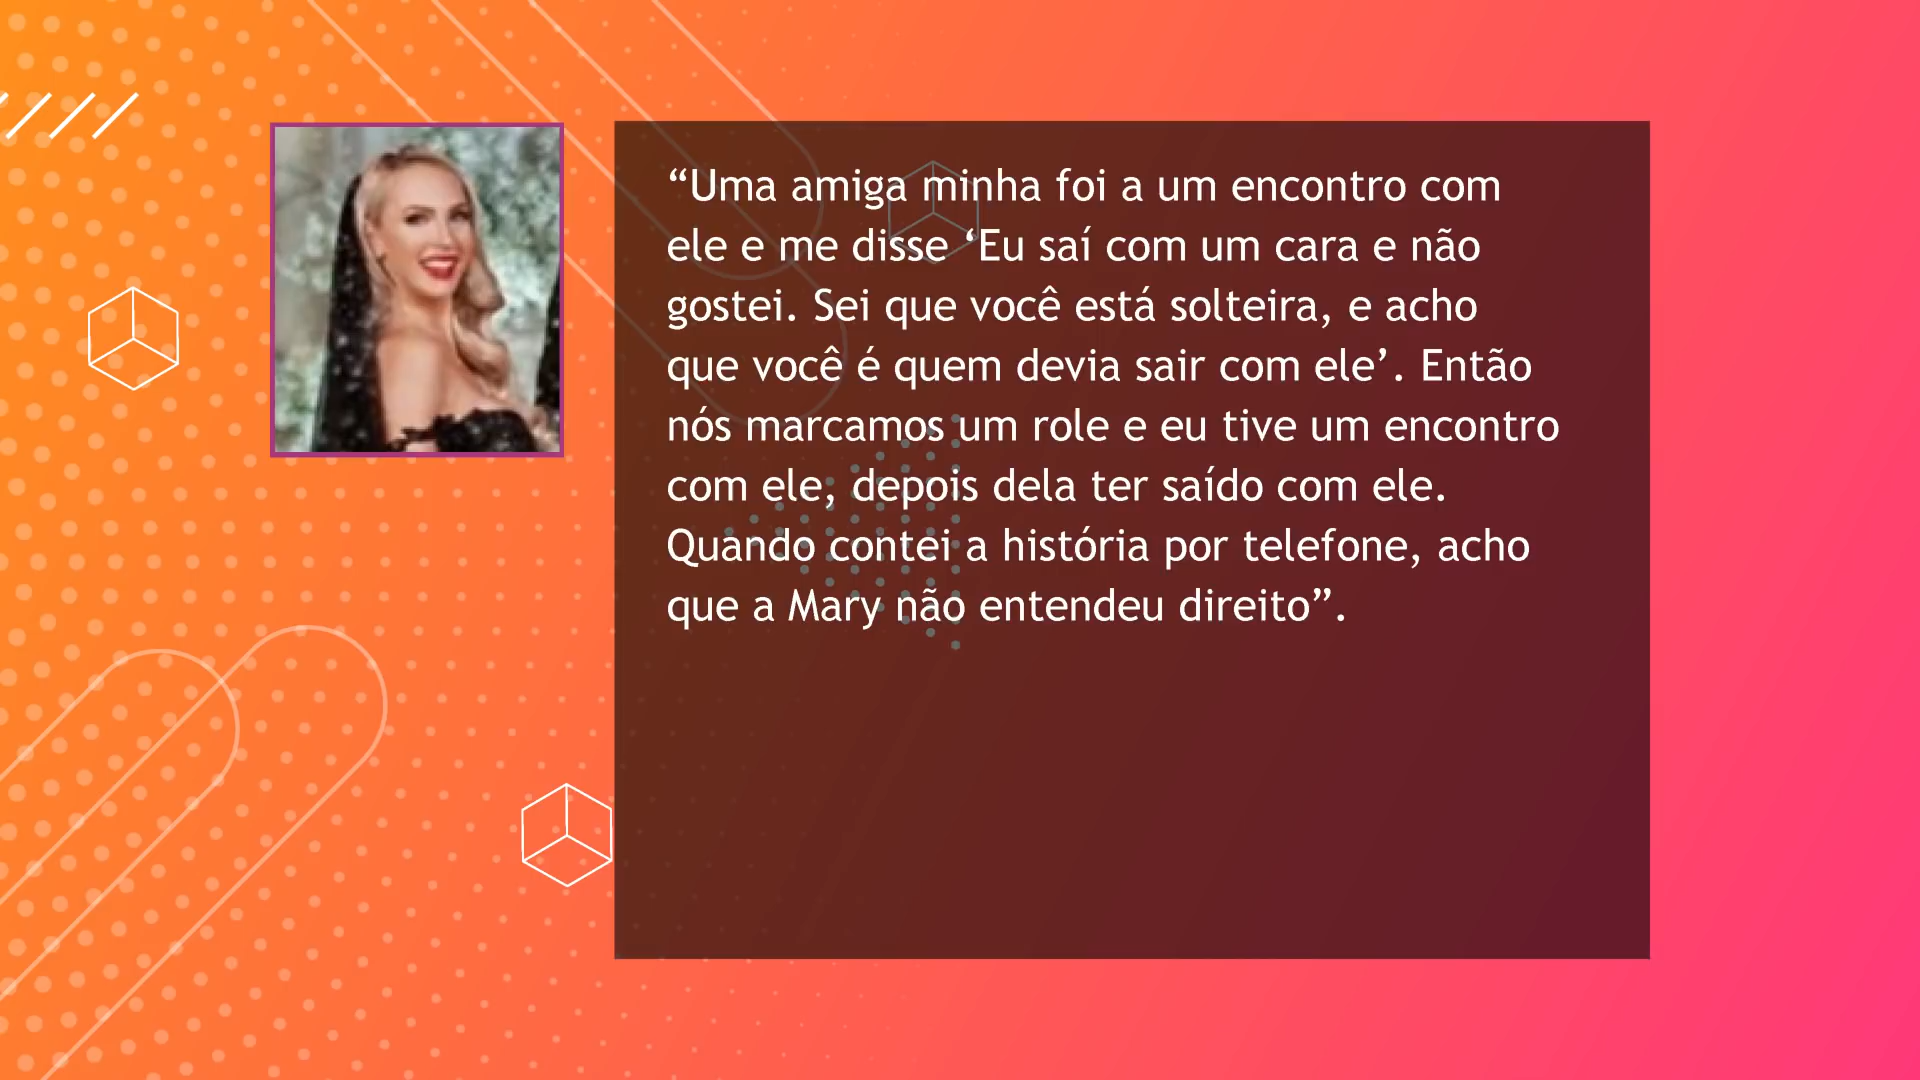 “Uma amiga minha foi a um encontro com
ele e me disse ‘Eu saí com um cara e não
gostei. Sei que você está solteira, e acho
que você é quem devia sair com ele’. Então
nós marcamos um role e eu tive um encontro
com ele, depois dela ter saído com ele.
Quando contei a história por telefone, acho
que a Mary não entendeu direito”.